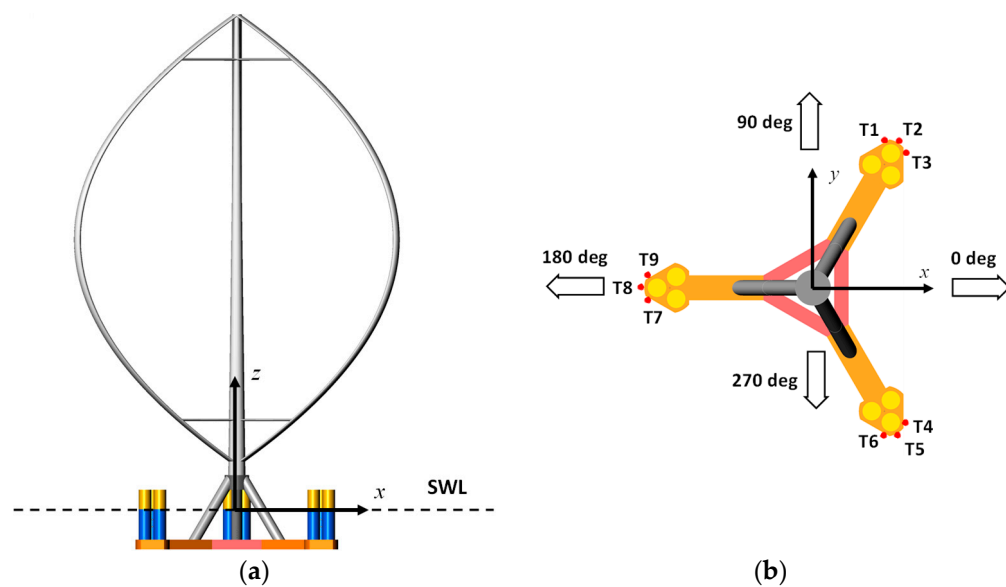 z
x
SWL
(a)
90 deg
T1
T2
T3
y
180 deg
T9
T8
T7
x
0 deg
270 deg
T4
T5
T6
(b)